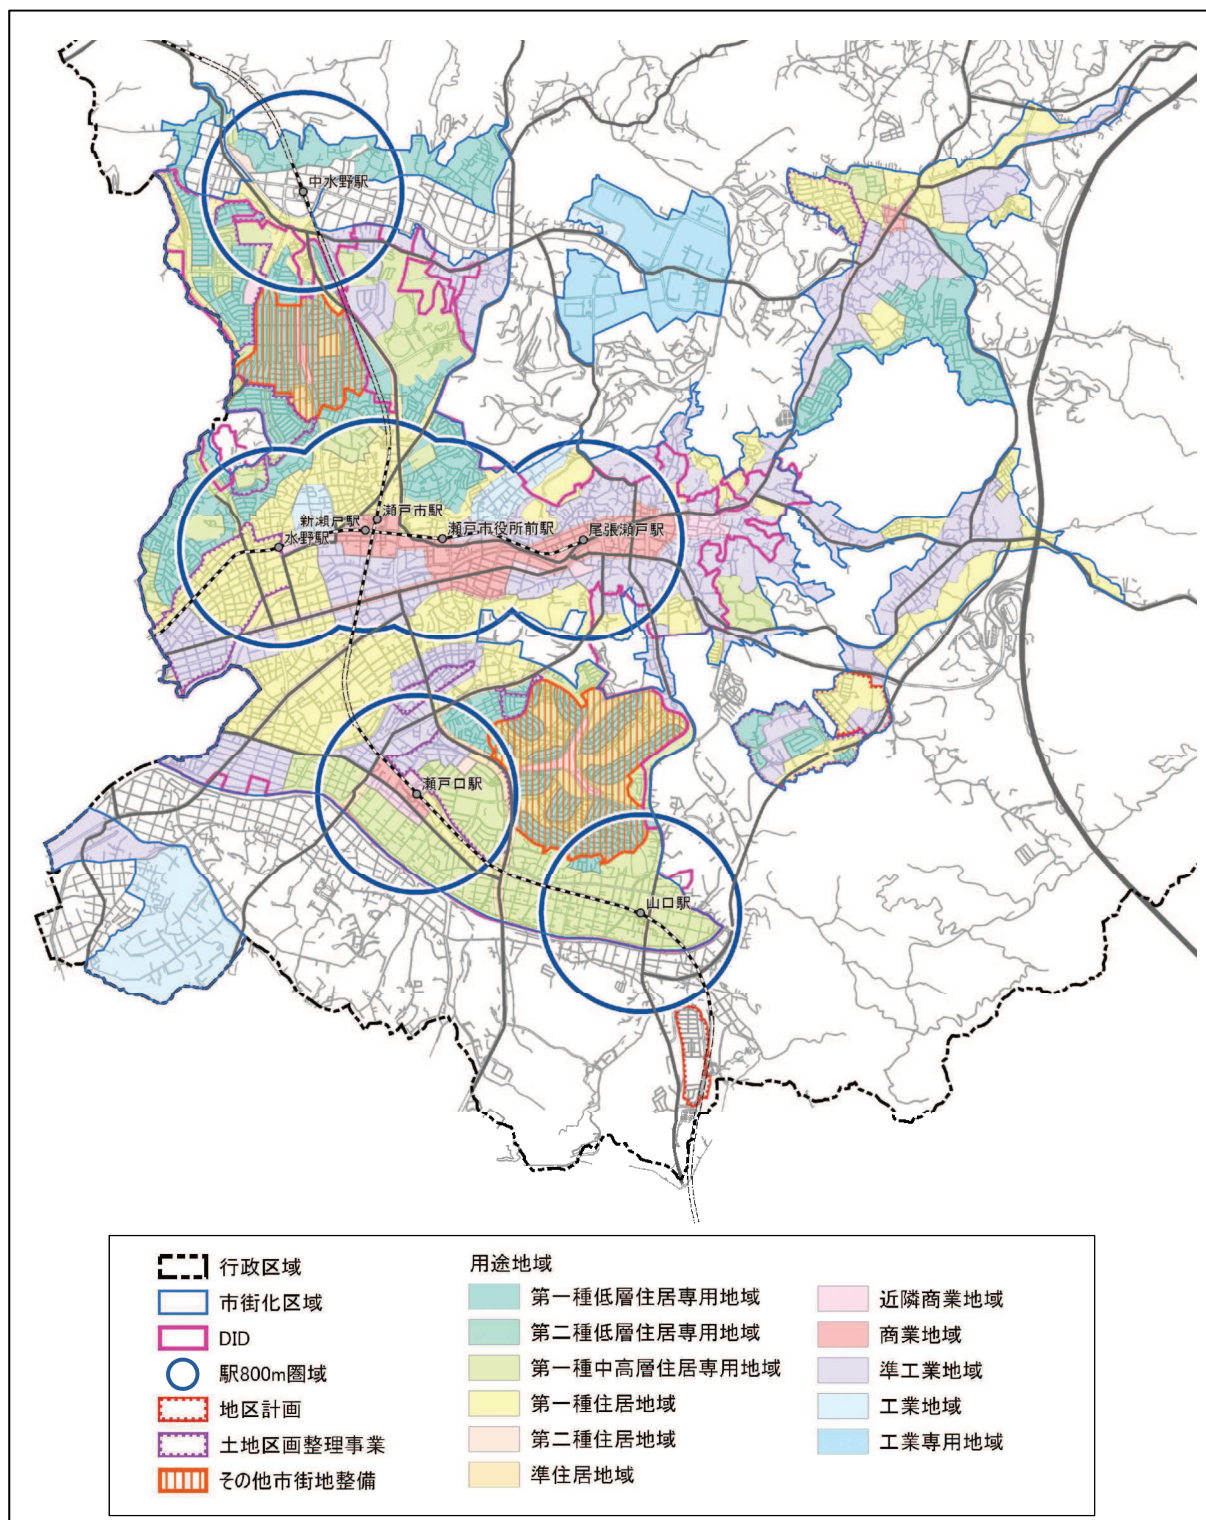 中水野駅
瀬戸市駅
新瀬戸駅
瀬戸市役所前駅
尾張瀬戸駅
水野駅
瀬戸口駅
山口駅
行政区域
市街化区域
DID
駅800m圏域
地区計画
土地区画整理事業
その他市街地整備
用途地域
第一種低層住居専用地域
第二種低層住居専用地域
第一種中高層住居専用地域
第一種住居地域
第二種住居地域
準住居地域
近隣商業地域
商業地域
準工業地域
工業地域
工業専用地域